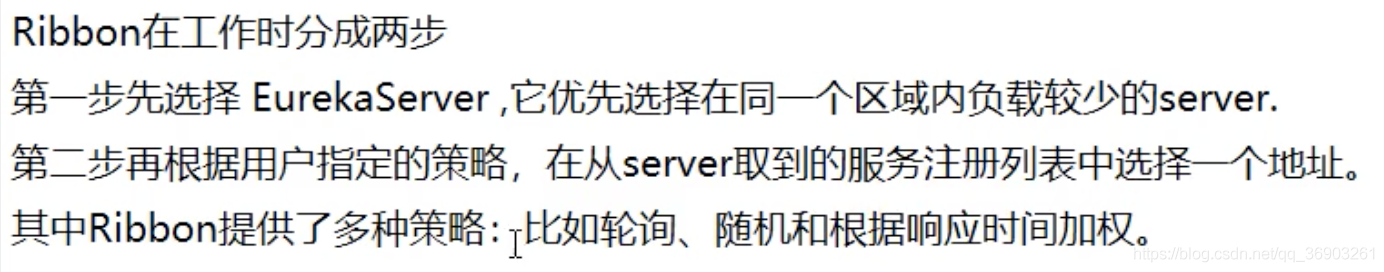 Ribbon在工作时分成两步
第一步先选择 EurekaServer ,它优先选择在同一个区域内负载较少的server.
第二步再根据用户指定的策略，在从server取到的服务注册列表中选择一个地址。
其中Ribbon提供了多种策略：比如轮询、随机和根据响应时间加权。
https://blog.csdn.net/qq_36903261